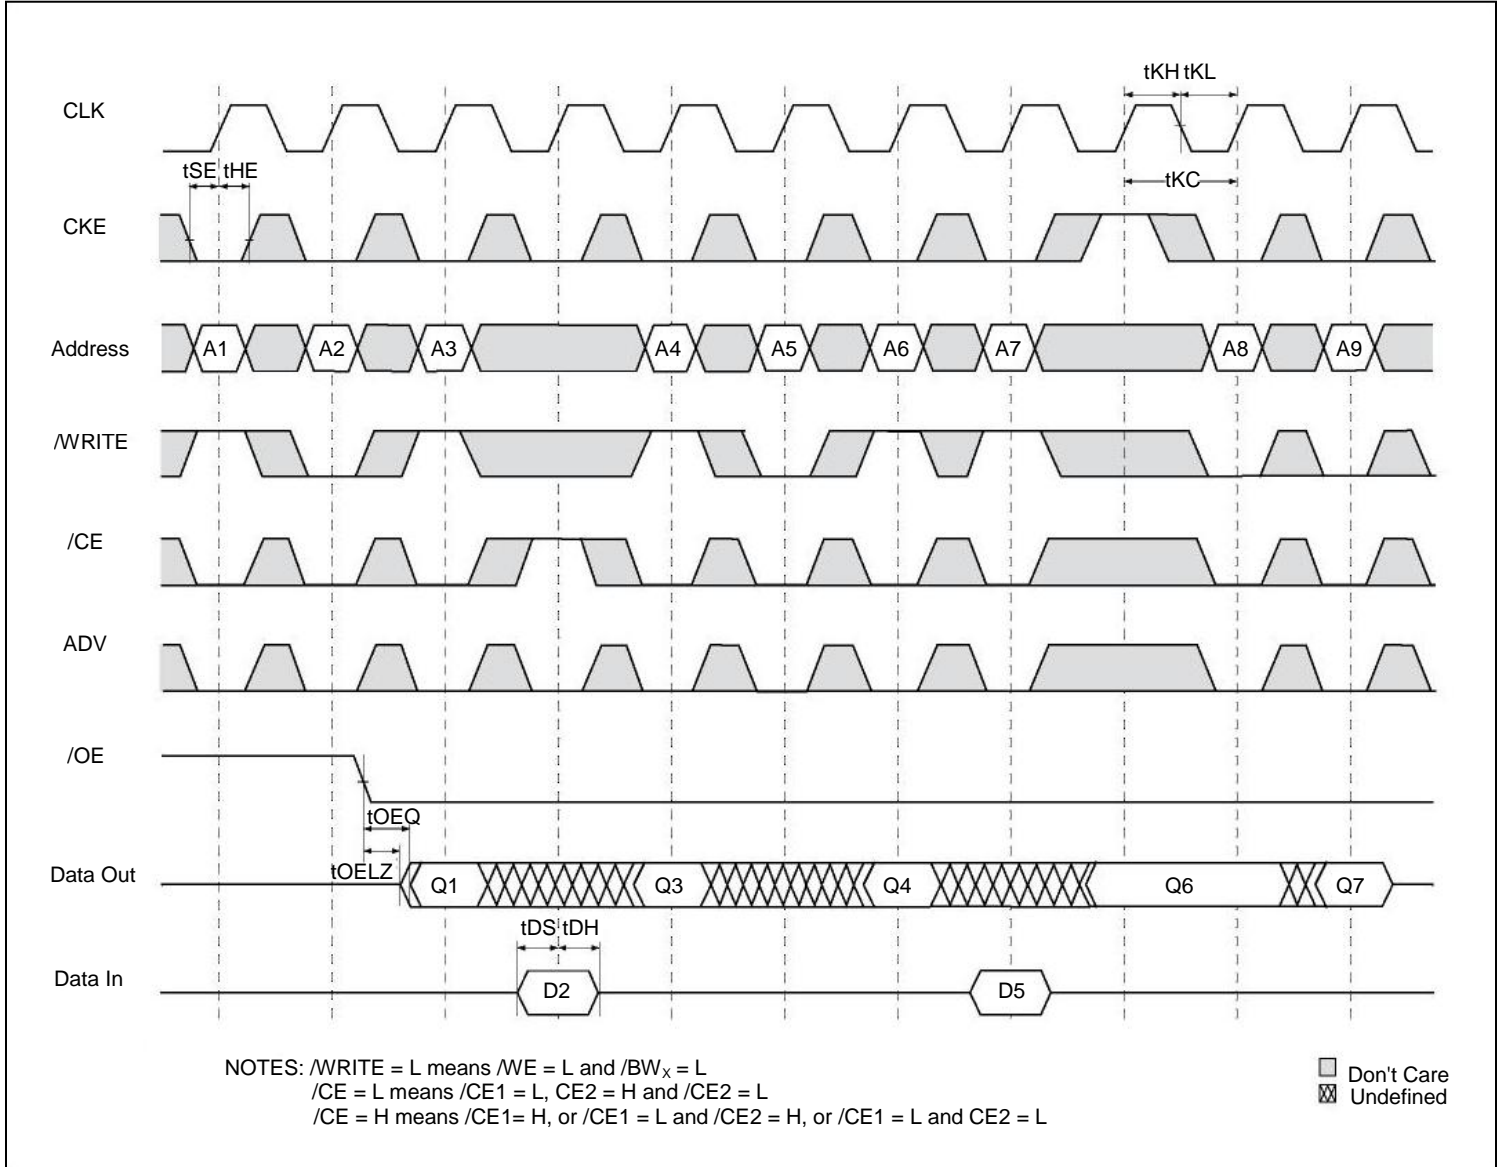 tKH tKL
CLK
tSE tHE
tKC
CKE
Address A1 A2 A3 A4 A5 A6 A7 A8 A9
/WRITE
/CE
ADV
/OE
tOEQ
tOELZ
Data Out Q1 Q3 Q4 Q6 Q7
tDS tDH
Data In D2 D5
NOTES: /WRITE = L means /WE = L and /BWX = L
/CE = L means /CE1 = L, CE2 = H and /CE2 = L
/CE = H means /CE1= H, or /CE1 = L and /CE2 = H, or /CE1 = L and CE2 = L
Don't Care
Undefined